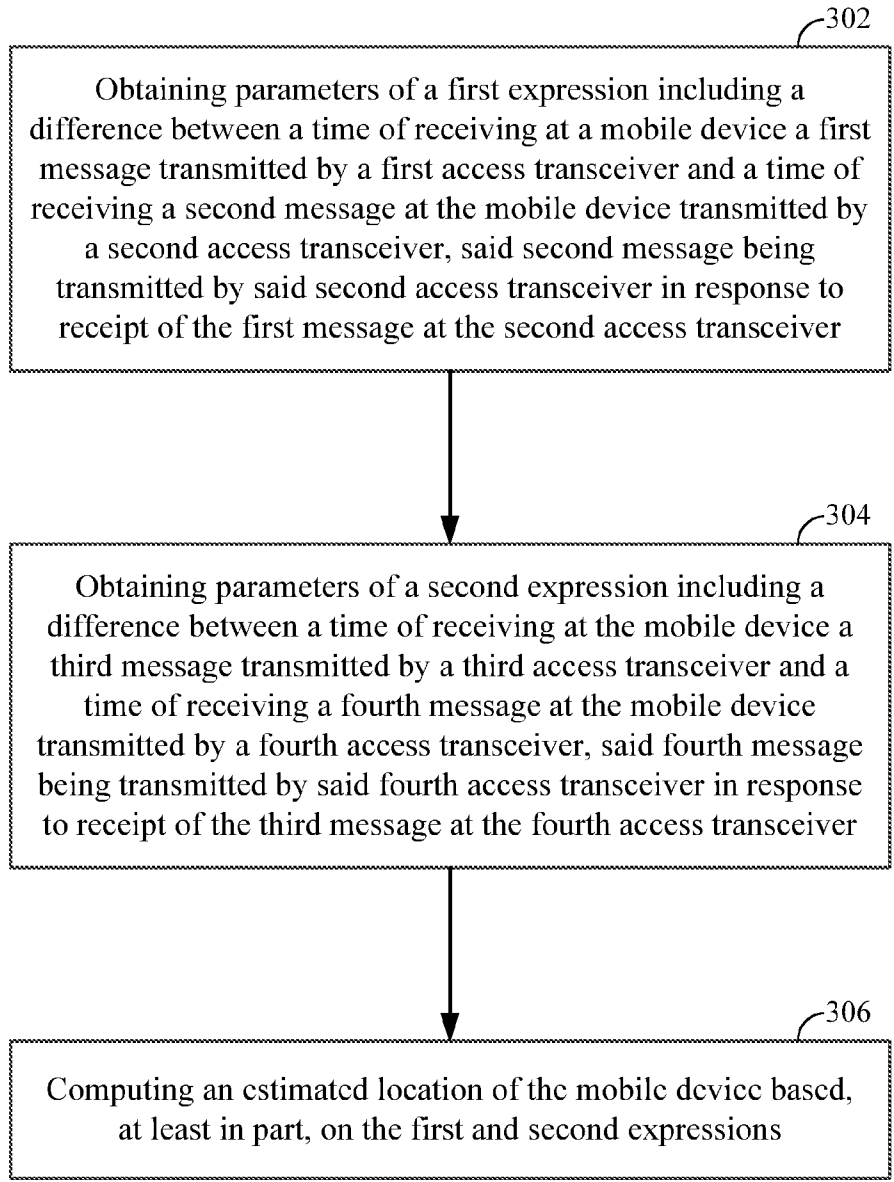 302
Obtaining parameters of a first expression including a
difference between a time of receiving at a mobile device a first
message transmitted by a first access transceiver and a time of
receiving a second message at the mobile device transmitted by
a second access transceiver, said second message being
transmitted by said second access transceiver in response to
receipt of the first message at the second access transceiver
304
Obtaining parameters of a second expression including a
difference between a time of receiving at the mobile device a
third message transmitted by a third access transceiver and a
time of receiving a fourth message at the mobile device
transmitted by a fourth access transceiver, said fourth message
being transmitted by said fourth access transceiver in response
to receipt of the third message at the fourth access transceiver
306
Computing an estimated location of the mobile device based,
at least in part, on the first and second expressions